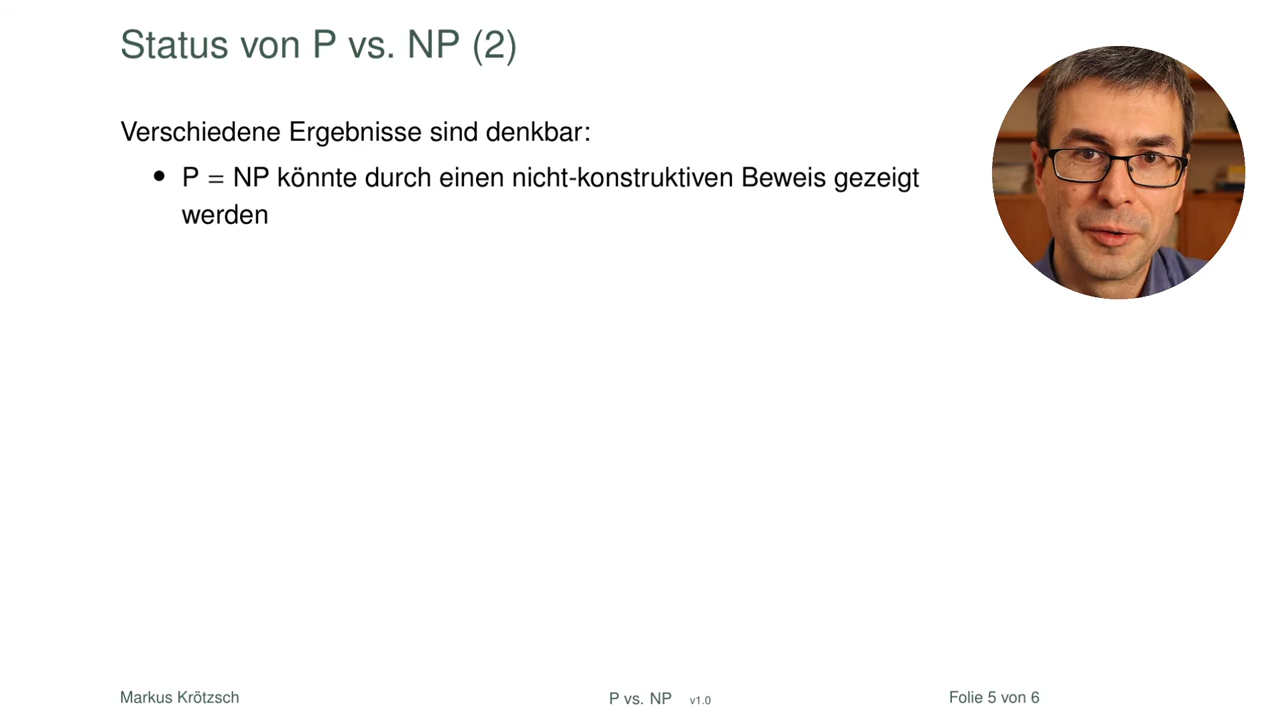 Status von P vs. NP (2)
Verschiedene Ergebnisse sind denkbar:
• P = NP könnte durch einen nicht-konstruktiven Beweis gezeigt
werden
Markus Krötzsch P vs. NP v1.0 Folie 5 von 6